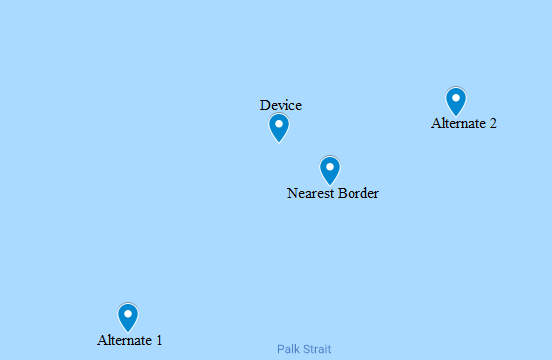 Device
Alternate 2
Nearest Border
Alternate 1
Palk Strait